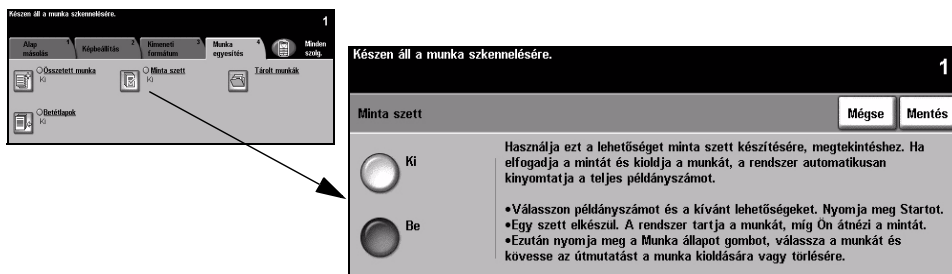 Készen áll a munka szkennelésére.
1
Alap másolás 1
Képbeállítás 2
Kimeneti formátum 3
Munka egyesítés 4
Minden szolg.
Összetett munka
Ki
Minta szett
Ki
Tárolt munkák
Betétlapok
Ki
Készen áll a munka szkennelésére.
1
Minta szett
Mégse
Mentés
Ki
Be
Használja ezt a lehetőséget minta szett készítésére, megtekintéshez. Ha
elfogadja a mintát és kioldja a munkát, a rendszer automatikusan
kinyomtatja a teljes példányszámot.
•Válasszon példányszámot és a kívánt lehetőségeket. Nyomja meg Startot.
•Egy szett elkészül. A rendszer tartja a munkát, míg Ön átnézi a mintát.
•Ezután nyomja meg a Munka állapot gombot, válassza a munkát és
kövesse az útmutatást a munka kioldására vagy törlésére.